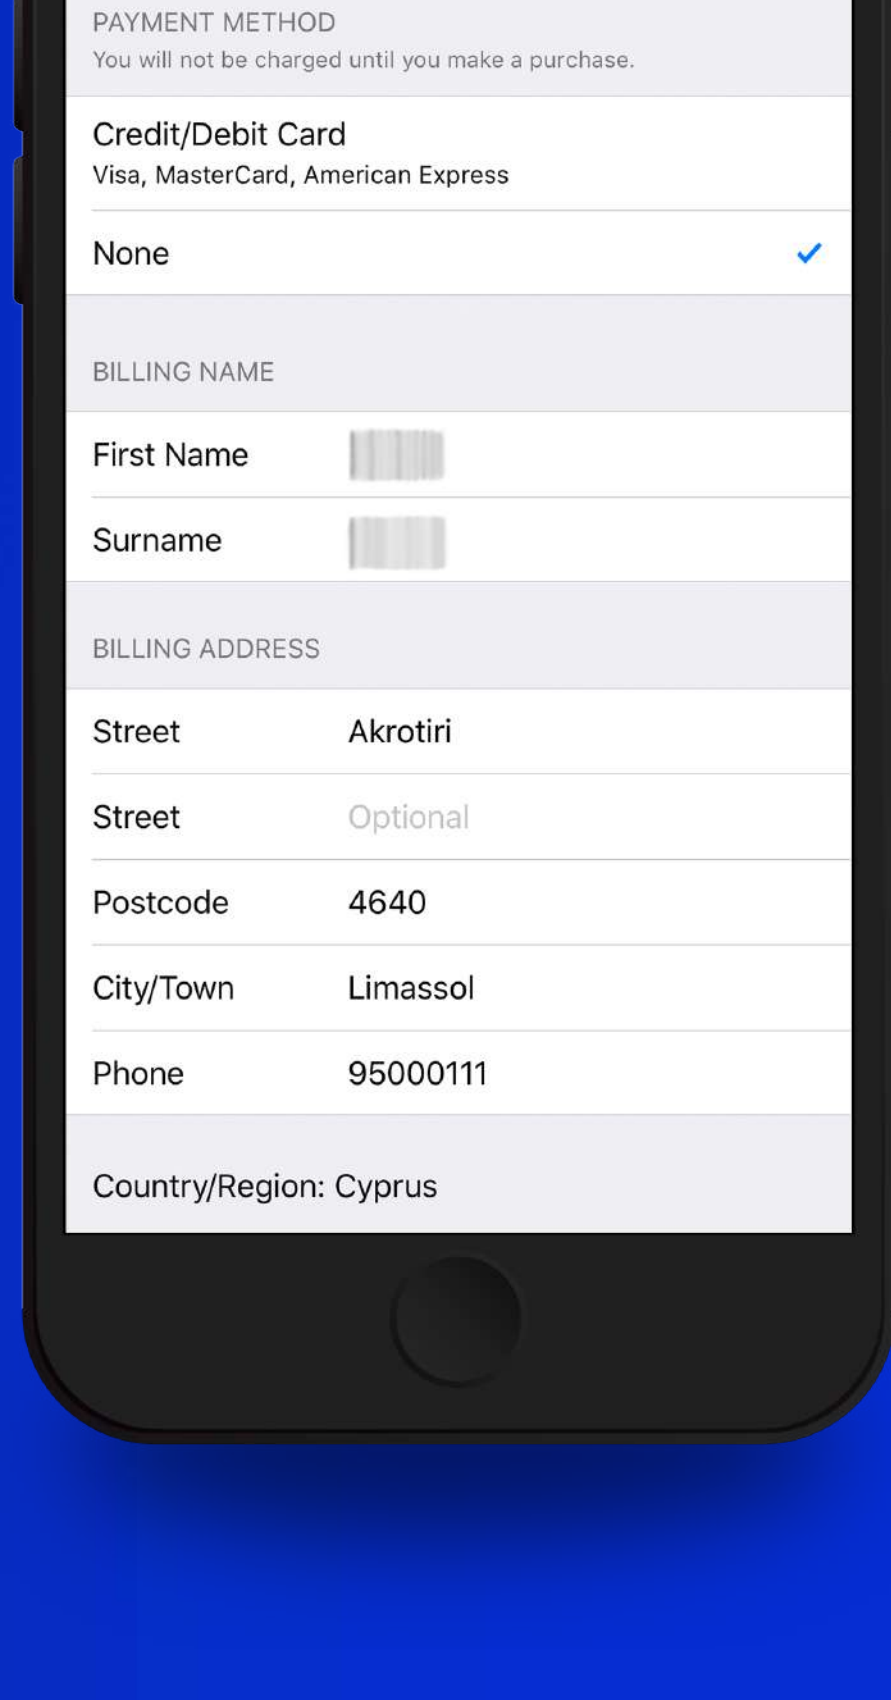 PAYMENT METHOD
You will not be charged until you make a purchase.
Credit/Debit Card
Visa, MasterCard, American Express
None
BILLING NAME
First Name
Surname
BILLING ADDRESS
Street Akrotiri
Street Optional
Postcode 4640
City/Town Limassol
Phone 95000111
Country/Region: Cyprus